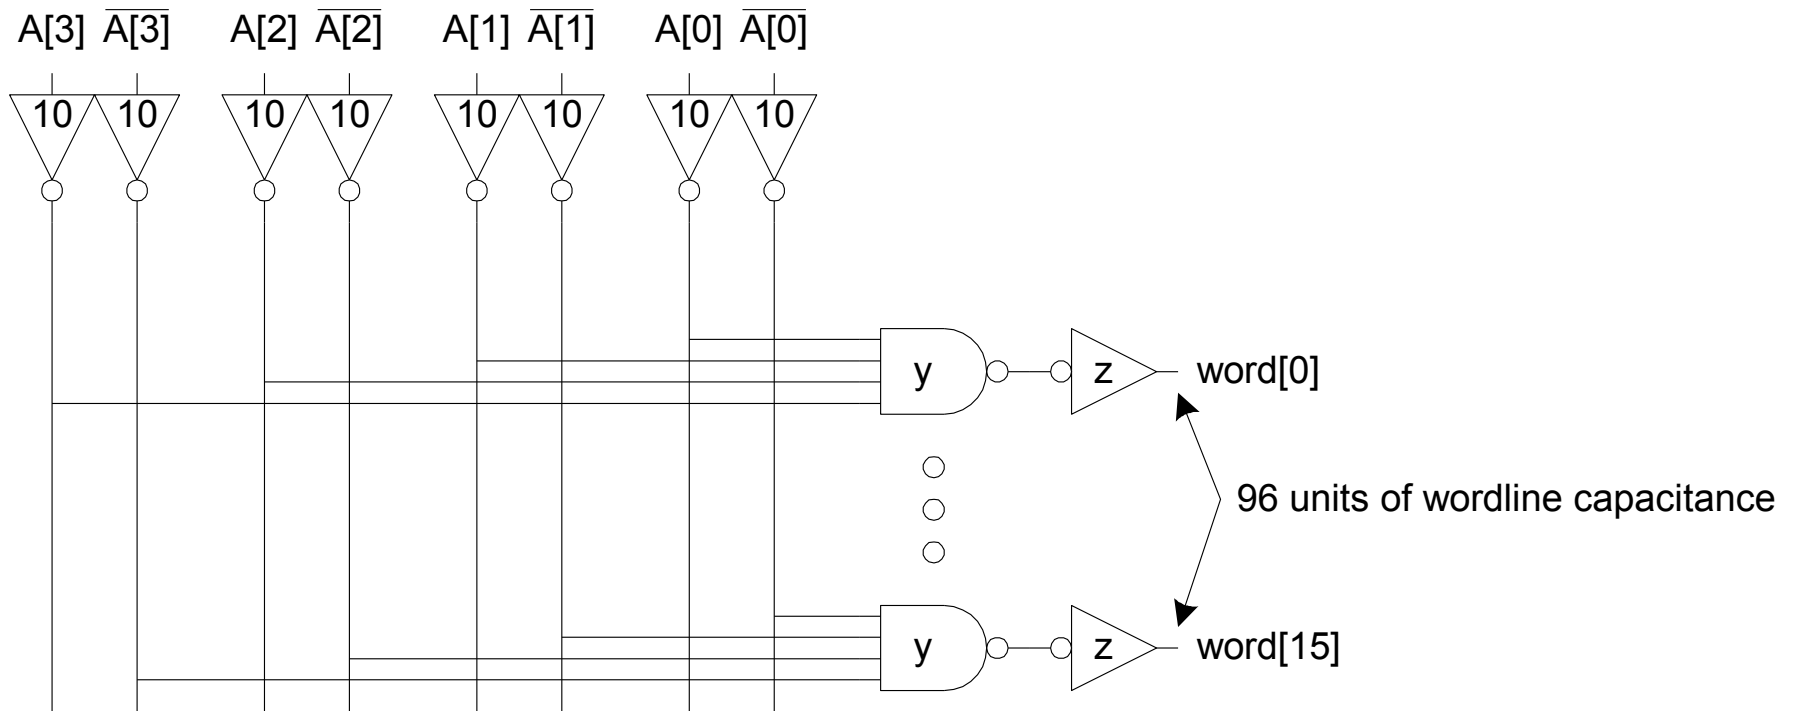 A[3] A̅[̅3̅]̅ A[2] A̅[̅2̅]̅ A[1] A̅[̅1̅]̅ A[0] A̅[̅0̅]̅
10 10 10 10 10 10 10 10
y z word[0]
96 units of wordline capacitance
y z word[15]